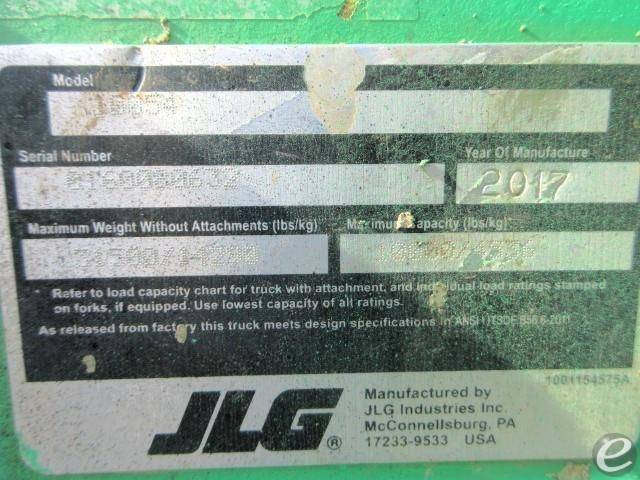 Model
Serial Number
Year Of Manufacture
0160080632
2017
Maximum Weight Without Attachments (lbs/kg)
Maximum Capacity (lbs/kg)
* Refer to load capacity chart for truck with attachment, and individual load ratings stamped
on forks, if equipped. Use lowest capacity of all ratings.
As released from factory this truck meets design specifications in ANSI ITSDF B56.6-2011
1001154575A
JLG®
Manufactured by
JLG Industries Inc.
McConnellsburg, PA
17233-9533 USA
e